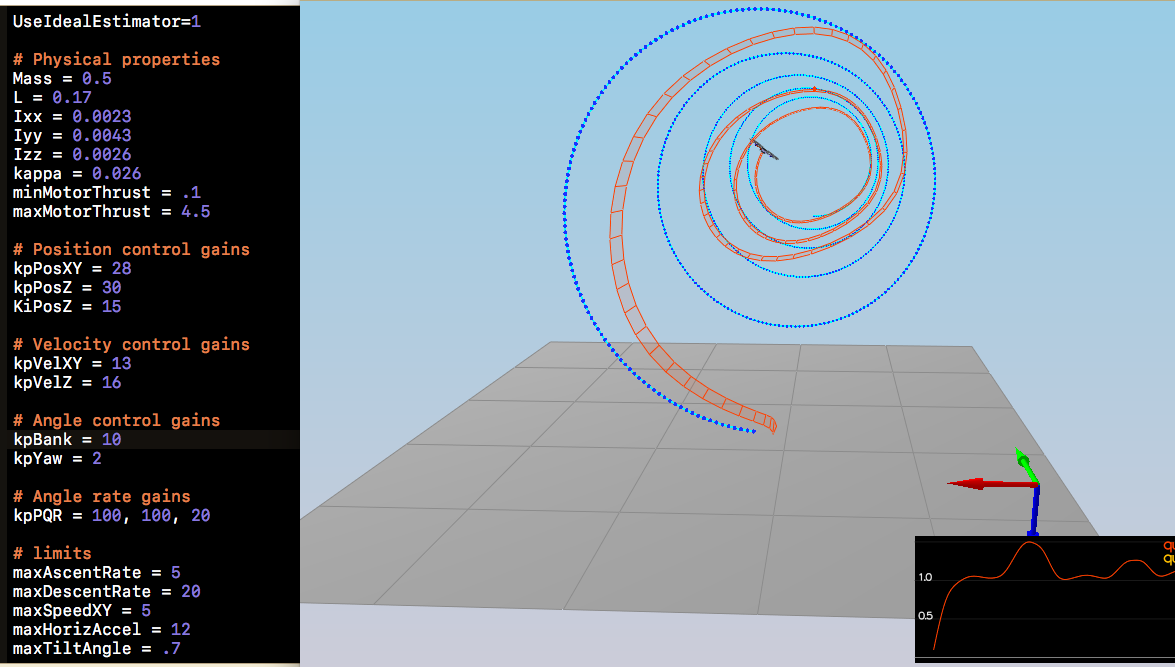 UseIdealEstimator=1
# Physical properties
Mass = 0.5
L = 0.17
Ixx = 0.0023
Iyy = 0.0043
Izz = 0.0026
kappa = 0.026
minMotorThrust = .1
maxMotorThrust = 4.5
# Position control gains
kpPosXY = 28
kpPosZ = 30
KiPosZ = 15
# Velocity control gains
kpVelXY = 13
kpVelZ = 16
# Angle control gains
kpBank = 10
kpYaw = 2
# Angle rate gains
kpPQR = 100, 100, 20
# limits
maxAscentRate = 5
maxDescentRate = 20
maxSpeedXY = 5
maxHorizAccel = 12
maxTiltAngle = .7
1.0
0.5